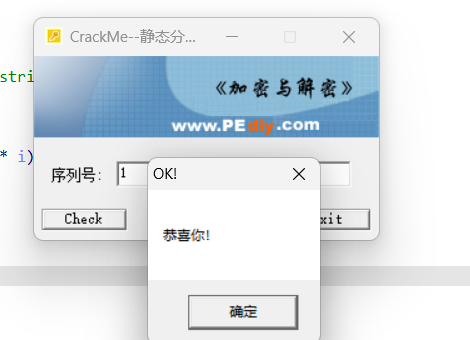 CrackMe--静态分...
stri
《加密与解密》
www.PEdiy.com
* i)
序列号: 1
OK!
Check
xit
恭喜你!
确定